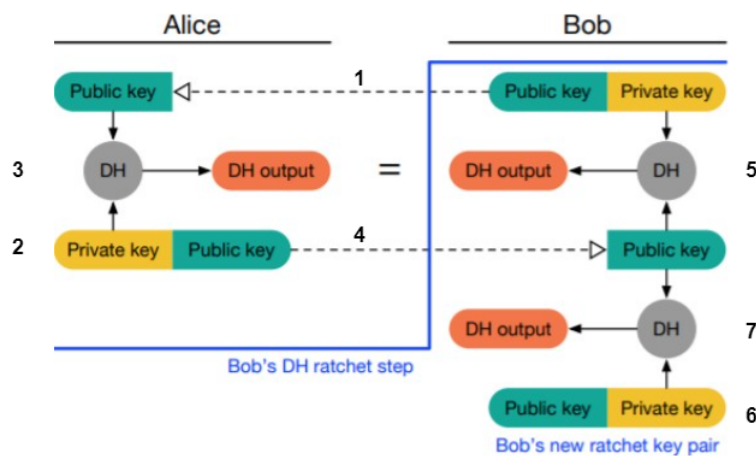 Alice Bob
Public key 1 Public key Private key
3 DH DH output = DH output DH 5
2 Private key Public key 4 Public key
DH output DH 7
Bob's DH ratchet step
Public key Private key 6
Bob's new ratchet key pair